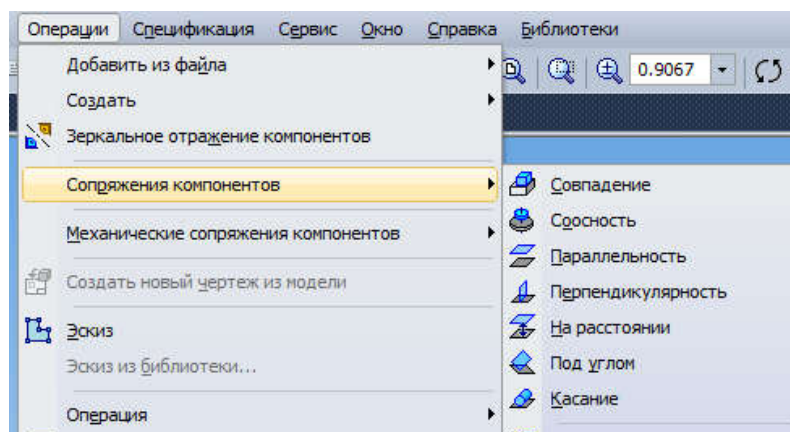 Операции Спецификация Сервис Окно Справка Библиотеки
Добавить из файла
0.9067
Создать
Зеркальное отражение компонентов
Сопряжения компонентов
Совпадение
Соосность
Механические сопряжения компонентов
Параллельность
Создать новый чертеж из модели
Перпендикулярность
Эскиз
На расстоянии
Эскиз из библиотеки...
Под углом
Касание
Операция